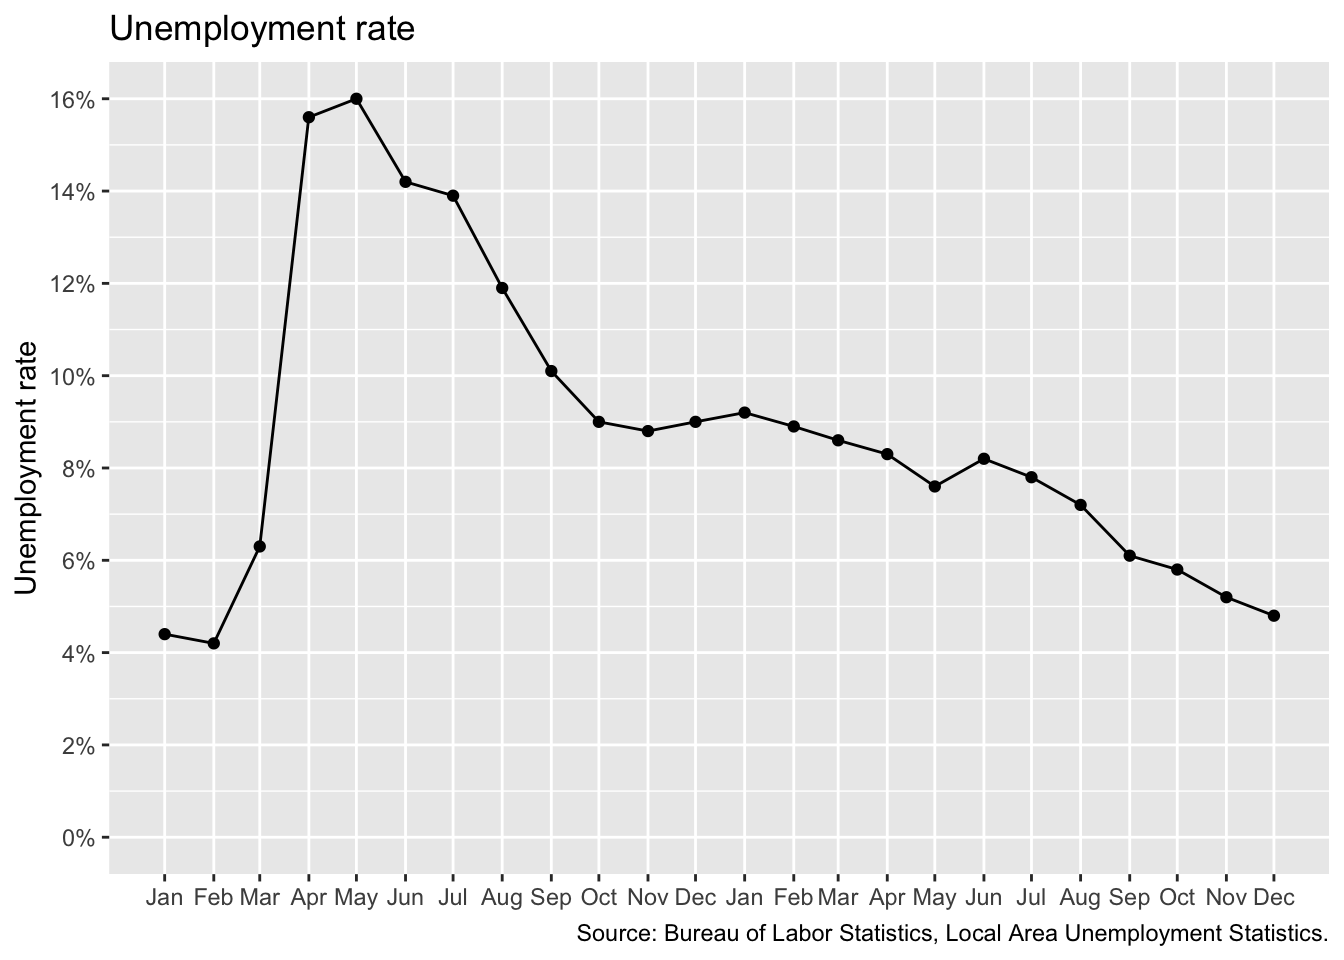 Unemployment rate
Unemployment rate
16%
14%
12%
10%
8%
6%
4%
2%
0%
Jan Feb Mar Apr May Jun Jul Aug Sep Oct Nov Dec Jan Feb Mar Apr May Jun Jul Aug Sep Oct Nov Dec
Source: Bureau of Labor Statistics, Local Area Unemployment Statistics.